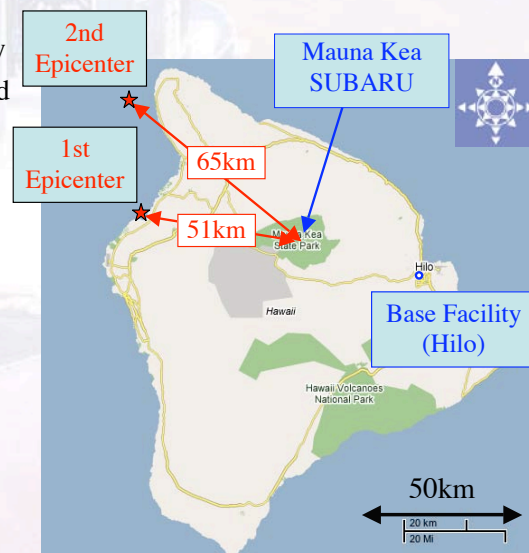 2nd
Epicenter
1st
Epicenter
Mauna Kea
SUBARU
65km
51km
Mauna Kea
State Park
Hilo
Hawaii
Base Facility
(Hilo)
Hawaii Volcanoes
National Park
50km
20 km
20 Mi